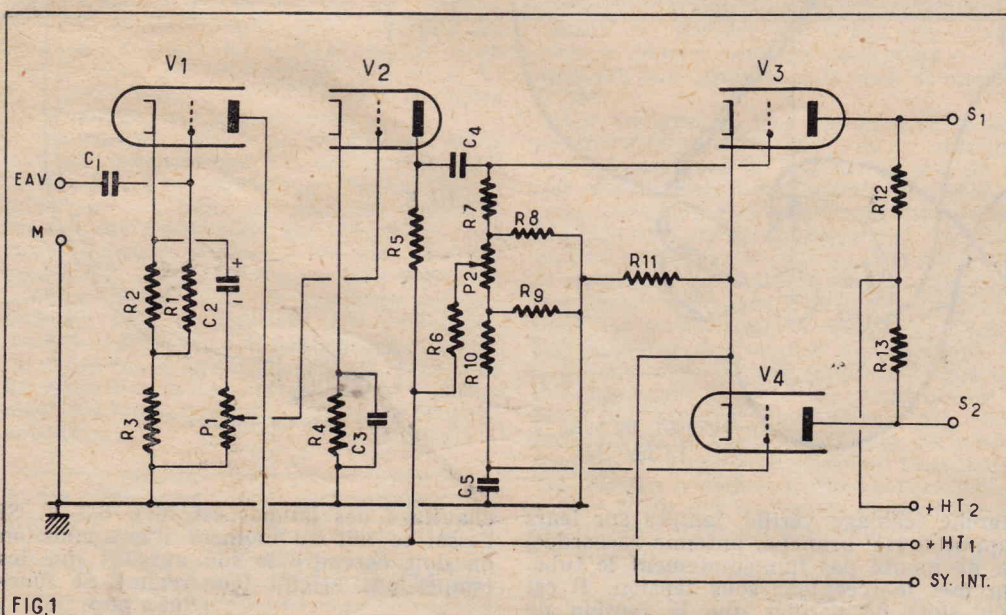 V1
V2
V3
C4
S1
C1
EAV
R7
R12
M
R8
R5
P2
R11
R2
R1
C2
+
-
R9
R6
R10
R13
V4
R3
P1
R4
C3
S2
C5
+ HT2
+ HT1
SY. INT.
FIG.1